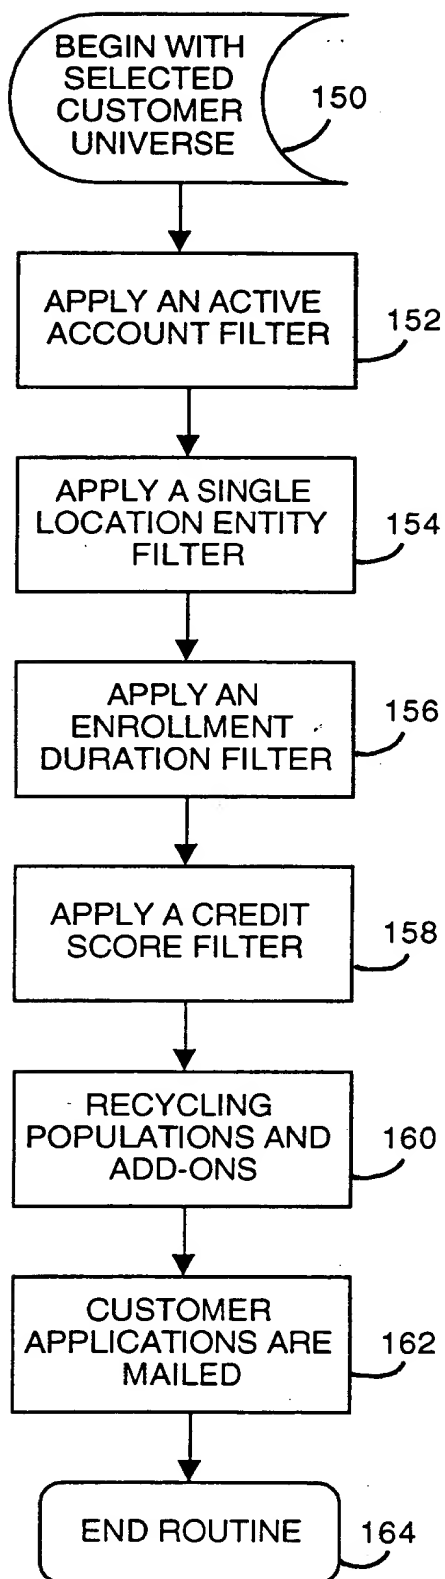 BEGIN WITH
SELECTED
CUSTOMER
UNIVERSE
150
APPLY AN ACTIVE
ACCOUNT FILTER
152
APPLY A SINGLE
LOCATION ENTITY
FILTER
154
APPLY AN
ENROLLMENT
DURATION FILTER
156
APPLY A CREDIT
SCORE FILTER
158
RECYCLING
POPULATIONS AND
ADD-ONS
160
CUSTOMER
APPLICATIONS ARE
MAILED
162
END ROUTINE
164